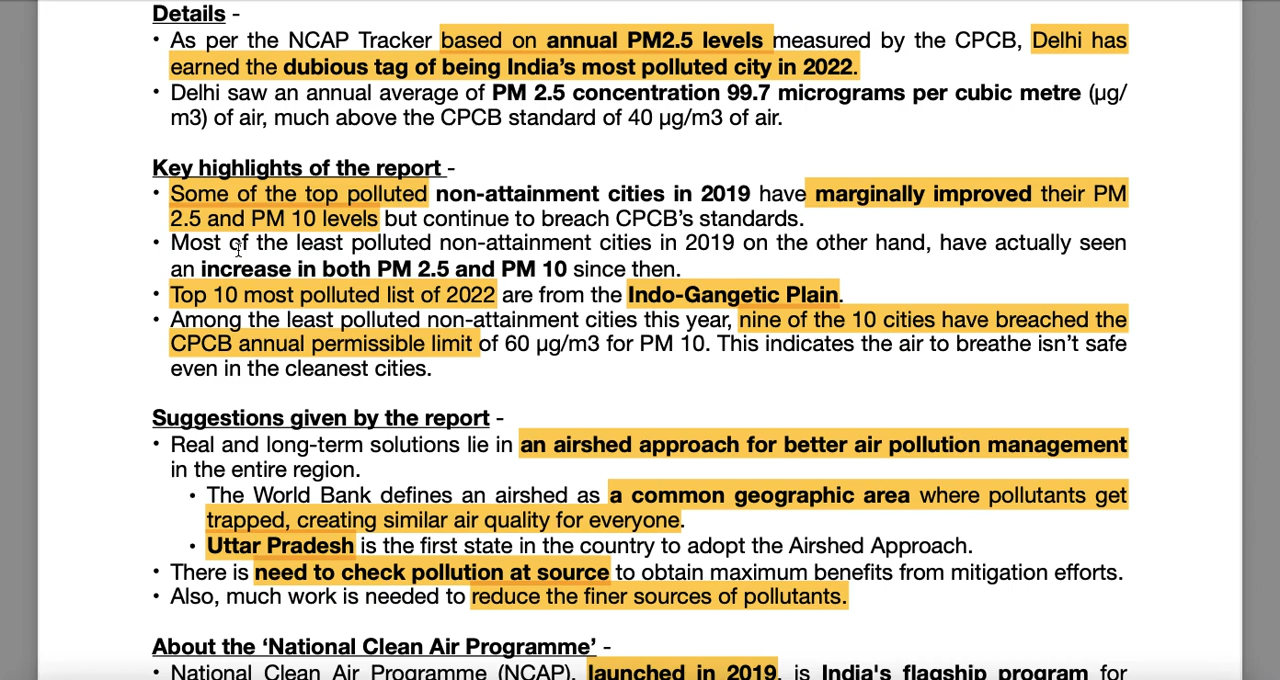 Details -
• As per the NCAP Tracker based on annual PM2.5 levels measured by the CPCB, Delhi has
earned the dubious tag of being India's most polluted city in 2022.
• Delhi saw an annual average of PM 2.5 concentration 99.7 micrograms per cubic metre (µg/
m3) of air, much above the CPCB standard of 40 µg/m3 of air.
Key highlights of the report -
• Some of the top polluted non-attainment cities in 2019 have marginally improved their PM
2.5 and PM 10 levels but continue to breach CPCB's standards.
• Most of the least polluted non-attainment cities in 2019 on the other hand, have actually seen
an increase in both PM 2.5 and PM 10 since then.
• Top 10 most polluted list of 2022 are from the Indo-Gangetic Plain.
• Among the least polluted non-attainment cities this year, nine of the 10 cities have breached the
CPCB annual permissible limit of 60 µg/m3 for PM 10. This indicates the air to breathe isn't safe
even in the cleanest cities.
Suggestions given by the report -
• Real and long-term solutions lie in an airshed approach for better air pollution management
in the entire region.
• The World Bank defines an airshed as a common geographic area where pollutants get
trapped, creating similar air quality for everyone.
• Uttar Pradesh is the first state in the country to adopt the Airshed Approach.
• There is need to check pollution at source to obtain maximum benefits from mitigation efforts.
• Also, much work is needed to reduce the finer sources of pollutants.
About the ‘National Clean Air Programme’ -
• National Clean Air Programme (NCAP), launched in 2019, is India's flagship program for